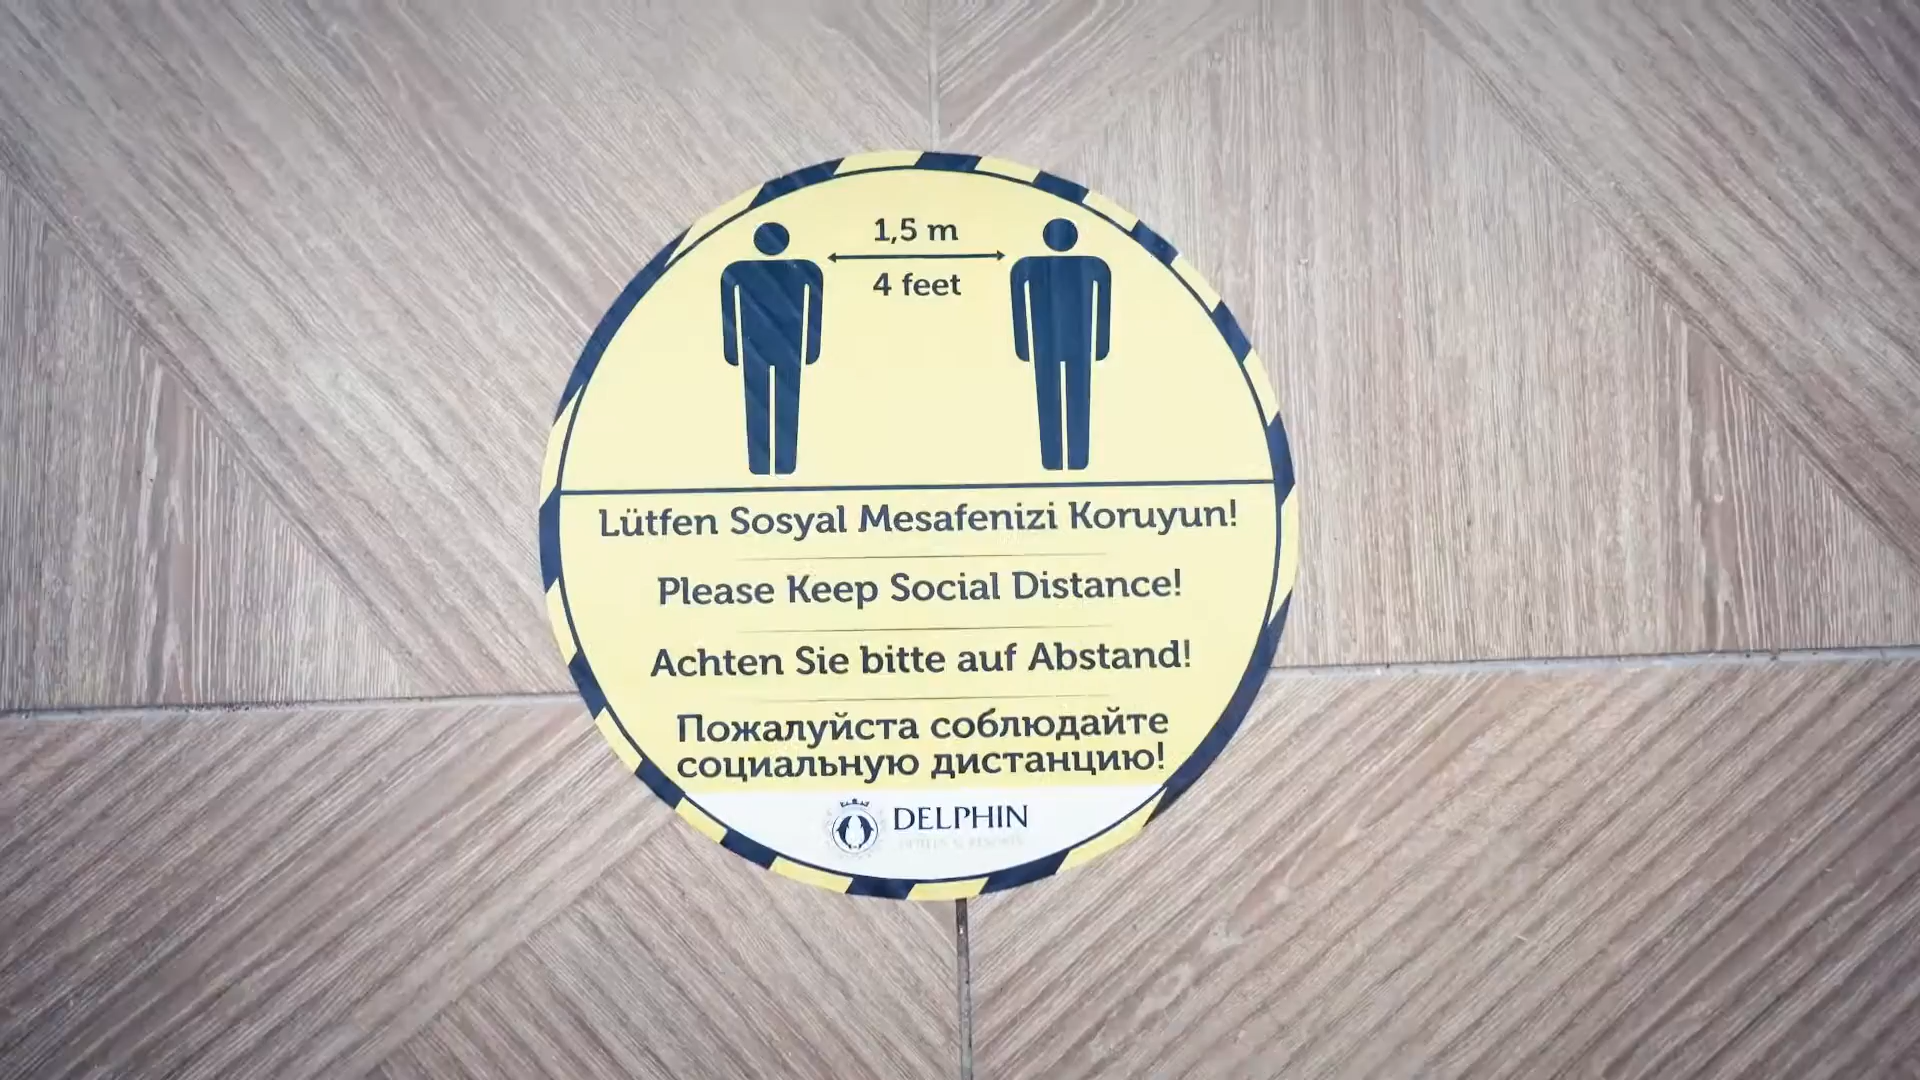 1,5 m
4 feet
Lütfen Sosyal Mesafenizi Koruyun!
Please Keep Social Distance!
Achten Sie bitte auf Abstand!
Пожалуйста соблюдайте
социальную дистанцию!
DELPHIN